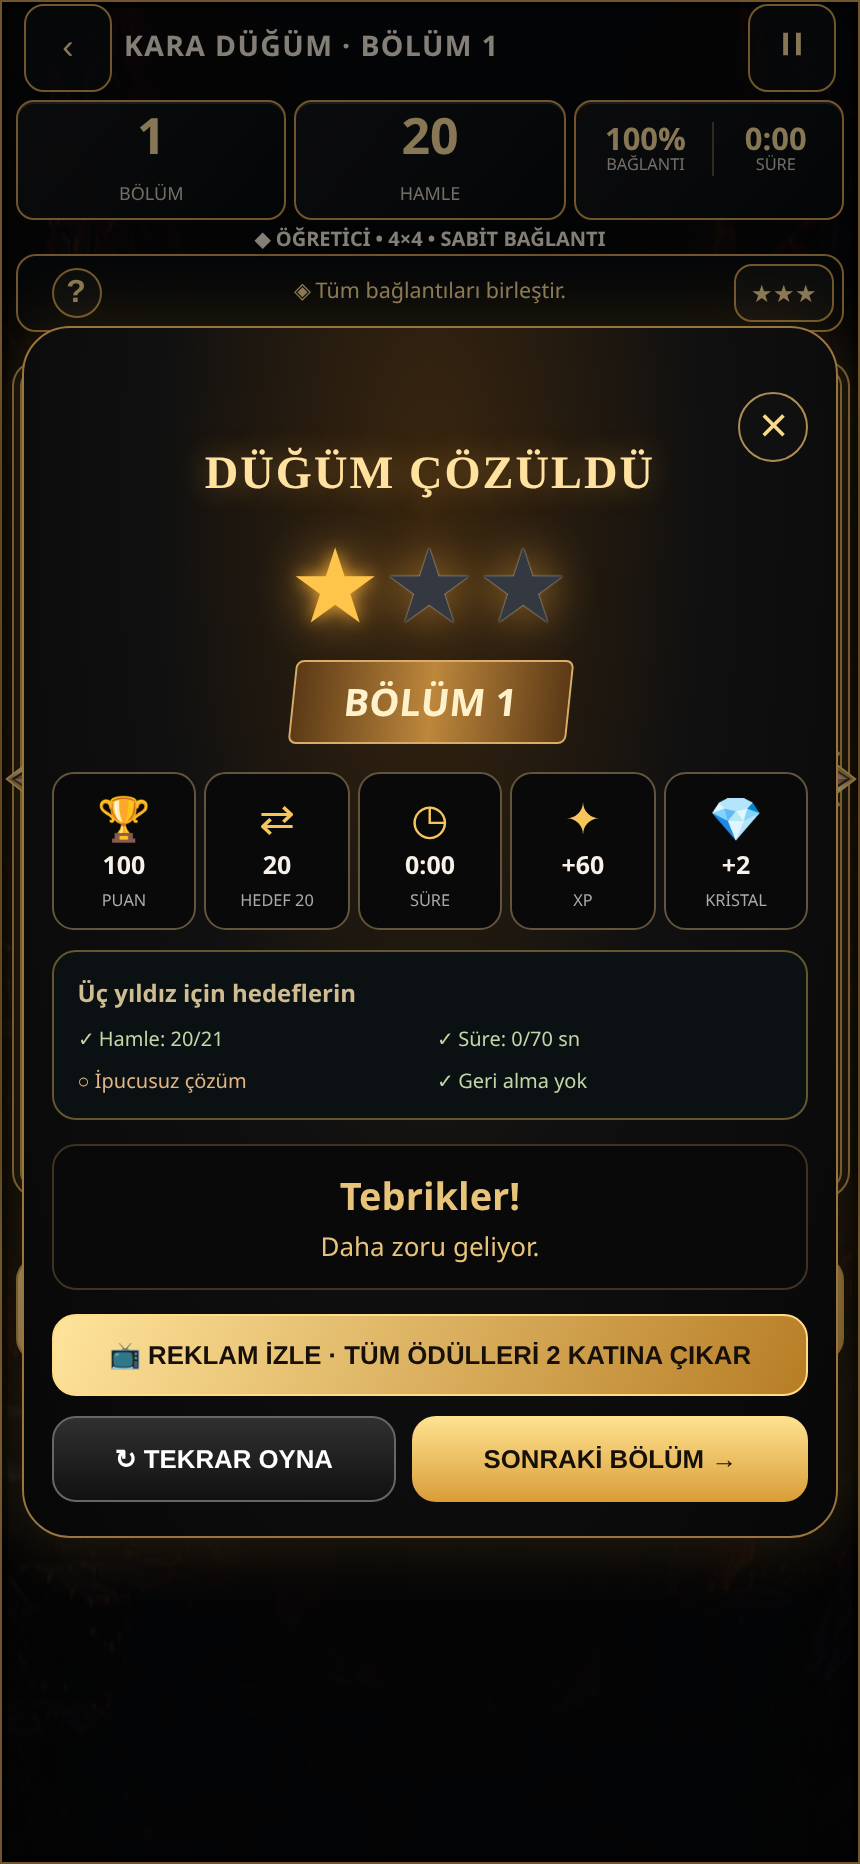 ‹ KARA DÜĞÜM · BÖLÜM 1
1 20 100% 0:00
BÖLÜM HAMLE BAĞLANTI SÜRE
◆ ÖĞRETİCİ • 4×4 • SABİT BAĞLANTI
? ◈ Tüm bağlantıları birleştir. ★★★
✕
DÜĞÜM ÇÖZÜLDÜ
BÖLÜM 1
100 20 0:00 +60 +2
PUAN HEDEF 20 SÜRE XP KRİSTAL
Üç yıldız için hedeflerin
✓ Hamle: 20/21 ✓ Süre: 0/70 sn
○ İpucusuz çözüm ✓ Geri alma yok
Tebrikler!
Daha zoru geliyor.
📺 REKLAM İZLE · TÜM ÖDÜLLERİ 2 KATINA ÇIKAR
↻ TEKRAR OYNA SONRAKİ BÖLÜM →